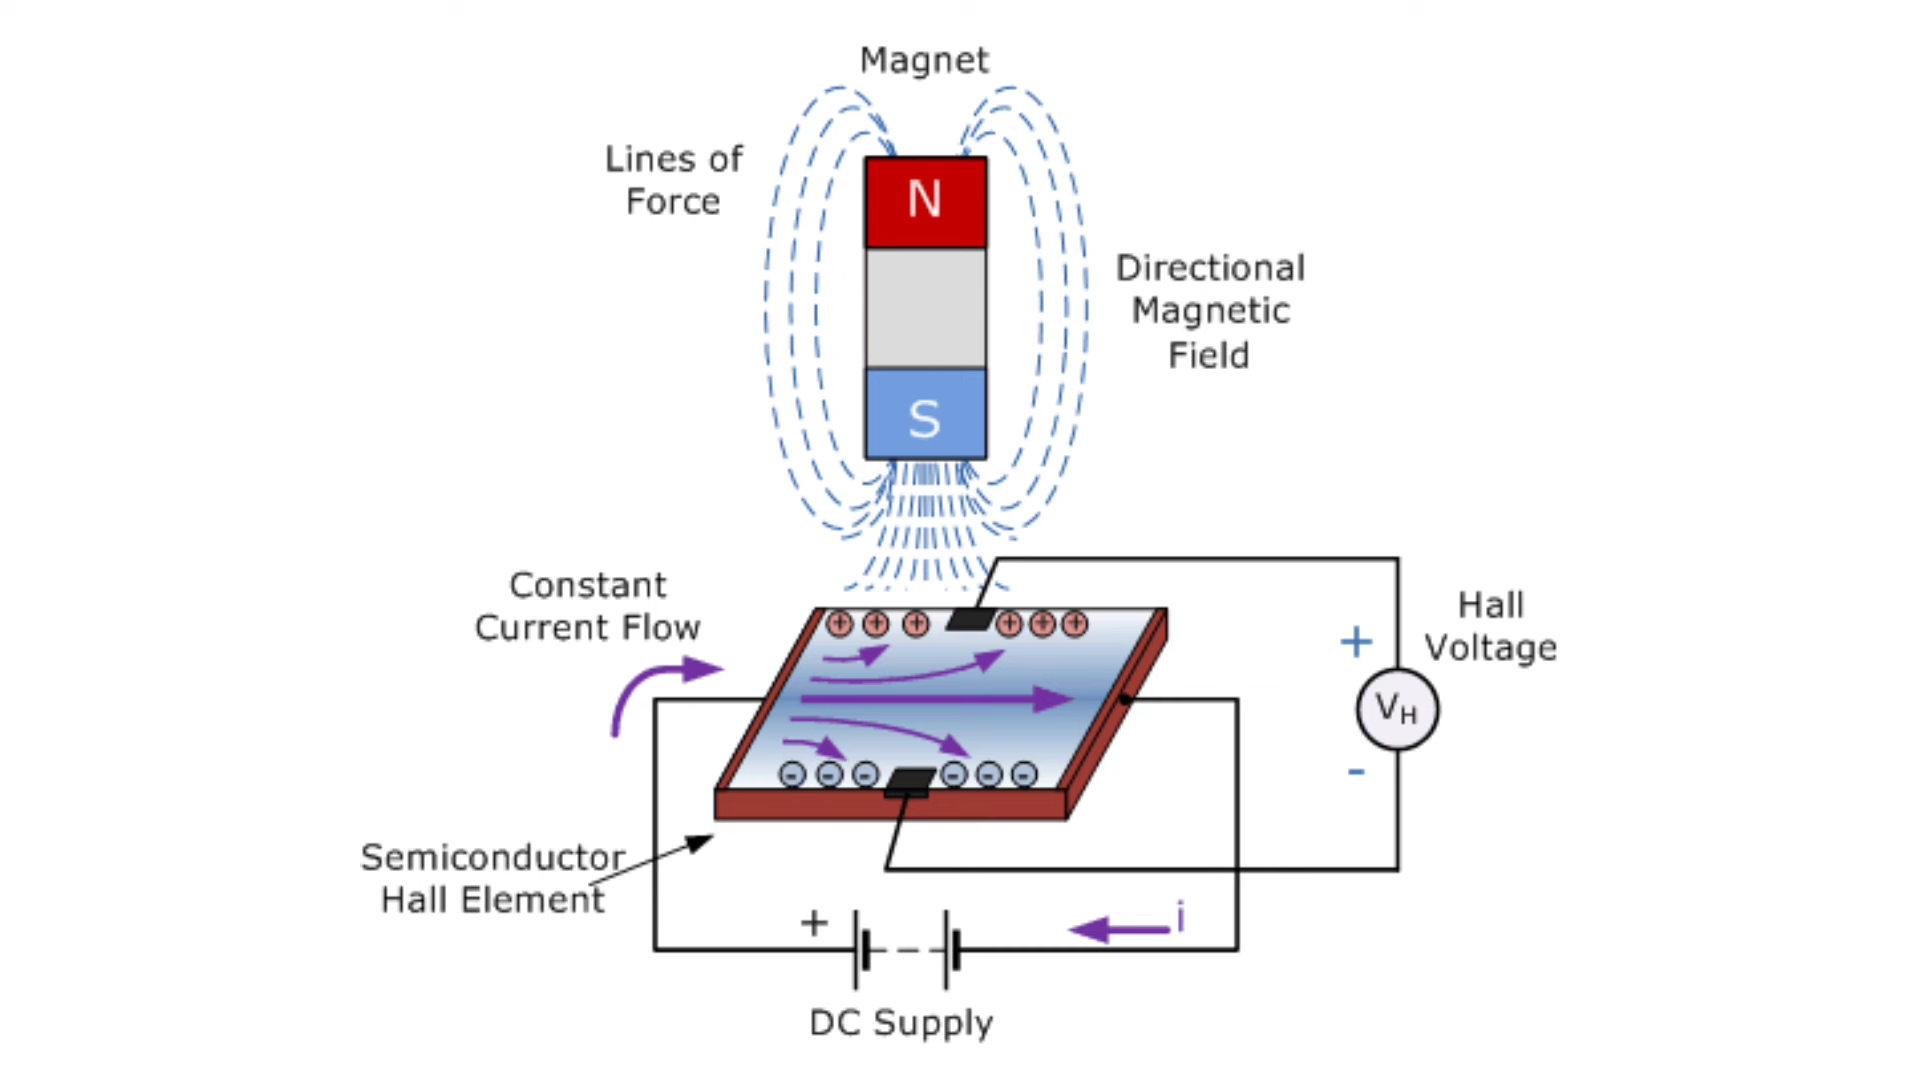 Magnet
Lines of
Force
N
Directional
Magnetic
Field
S
Constant
Current Flow
+ + + + + +
Hall
Voltage
+
VH
-
- - - - - -
Semiconductor
Hall Element
+
i
DC Supply